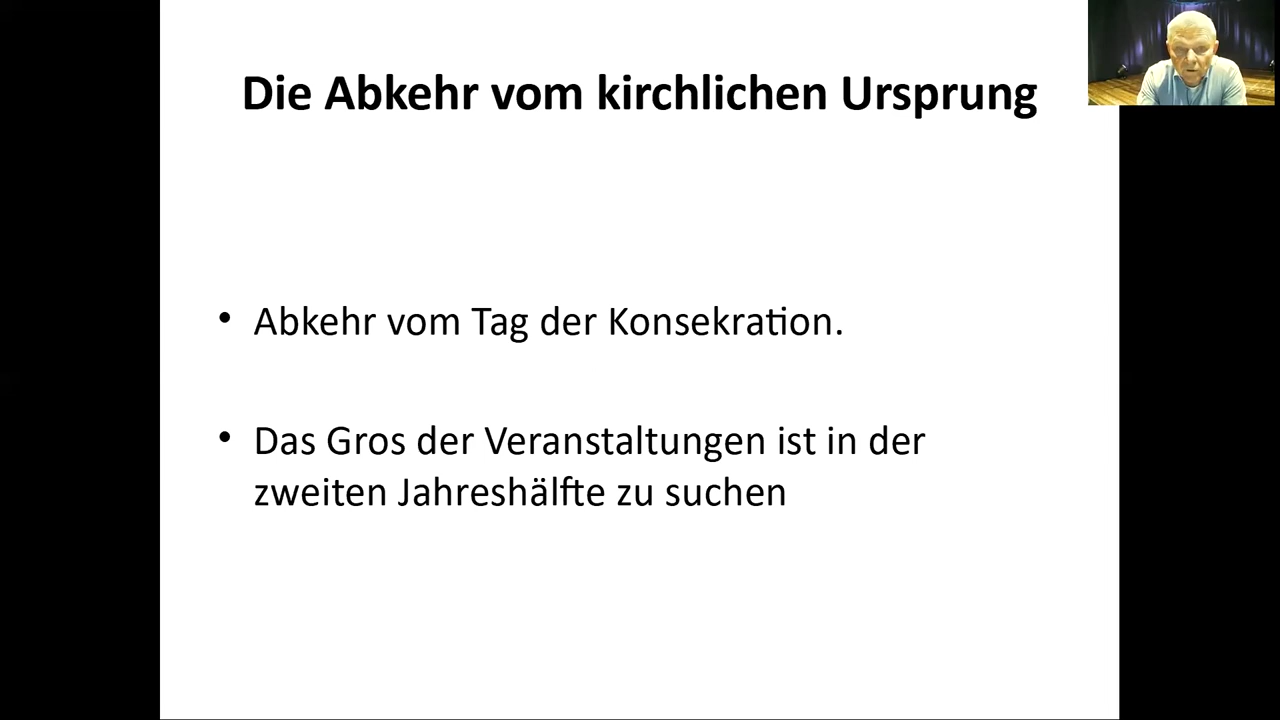 Die Abkehr vom kirchlichen Ursprung
• Abkehr vom Tag der Konsekration.
• Das Gros der Veranstaltungen ist in der
zweiten Jahreshälfte zu suchen